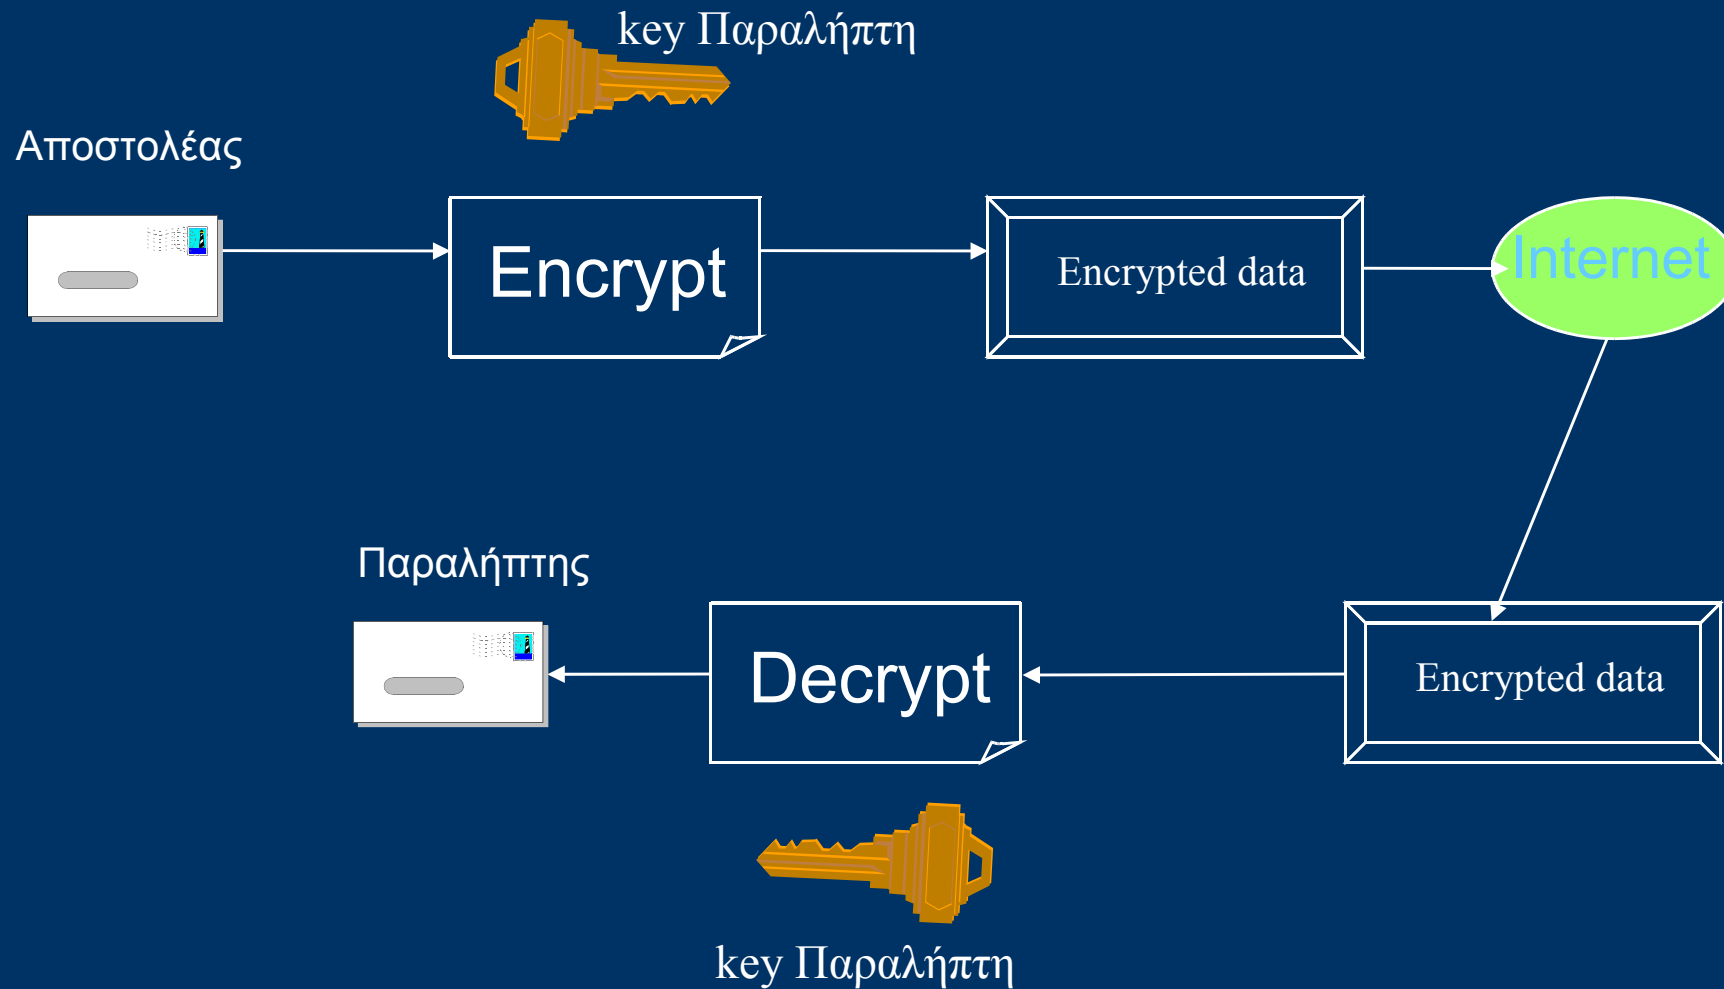 key Παραλήπτη
Αποστολέας
Encrypt
Encrypted data
Internet
Παραλήπτης
Decrypt
Encrypted data
key Παραλήπτη